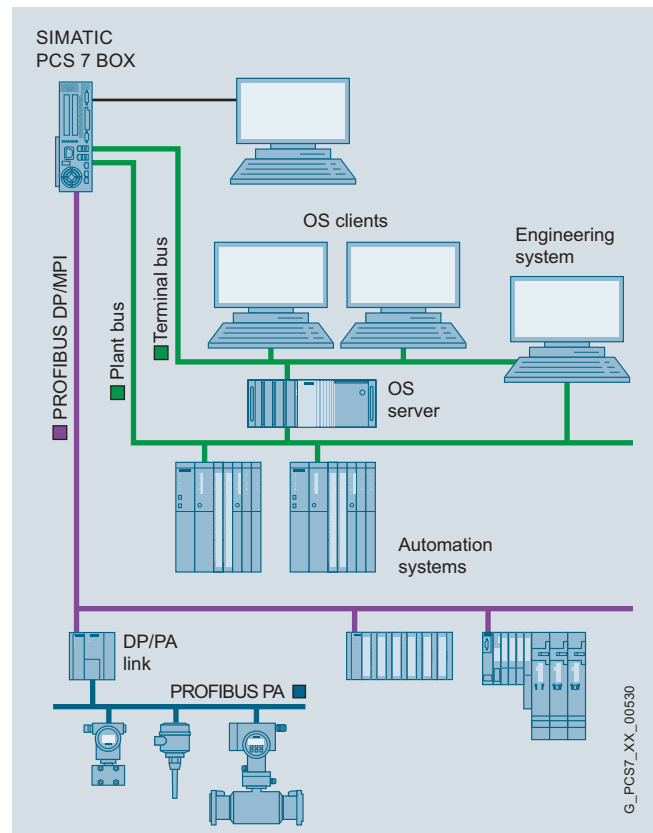 SIMATIC
PCS 7 BOX
OS clients
Engineering
system
PROFIBUS DP/MPI
Plant bus
Terminal bus
OS
server
Automation
systems
DP/PA
link
PROFIBUS PA
G_PCS7_XX_00530